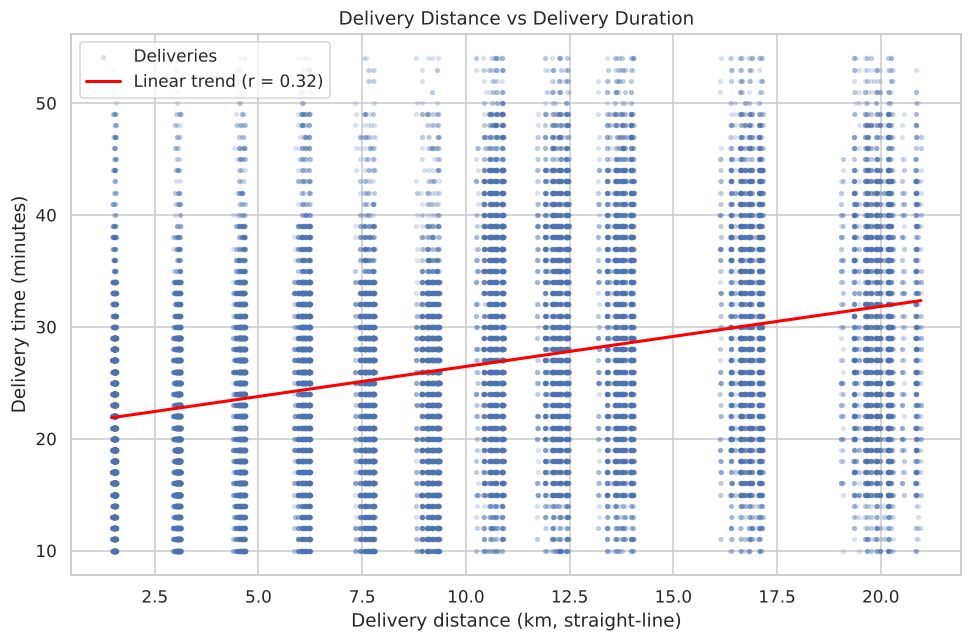 Delivery Distance vs Delivery Duration
Deliveries
Linear trend (r = 0.32)
Delivery time (minutes)
50
40
30
20
10
2.5 5.0 7.5 10.0 12.5 15.0 17.5 20.0
Delivery distance (km, straight-line)